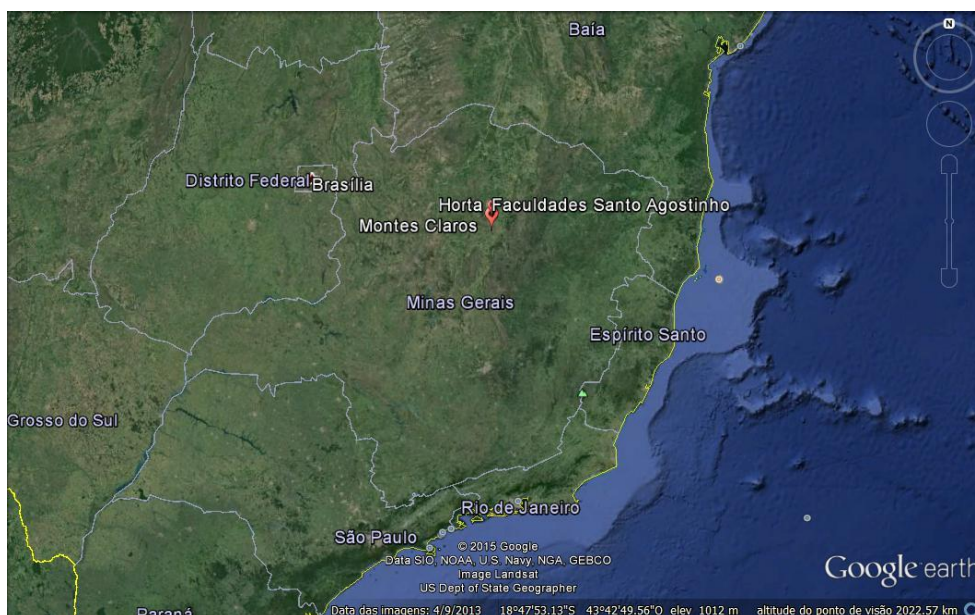 Baía
N
Distrito Federal
Brasília
Horta Faculdades Santo Agostinho
Montes Claros
Minas Gerais
Espírito Santo
Grosso do Sul
Rio de Janeiro
São Paulo
© 2015 Google
Data SIO, NOAA, U.S. Navy, NGA, GEBCO
Image Landsat
US Dept of State Geographer
Google earth
Paraná
Data das imagens: 4/9/2013 18°47'53.13"S 43°42'49.56"O elev 1012 m altitude do ponto de visão 2022.57 k